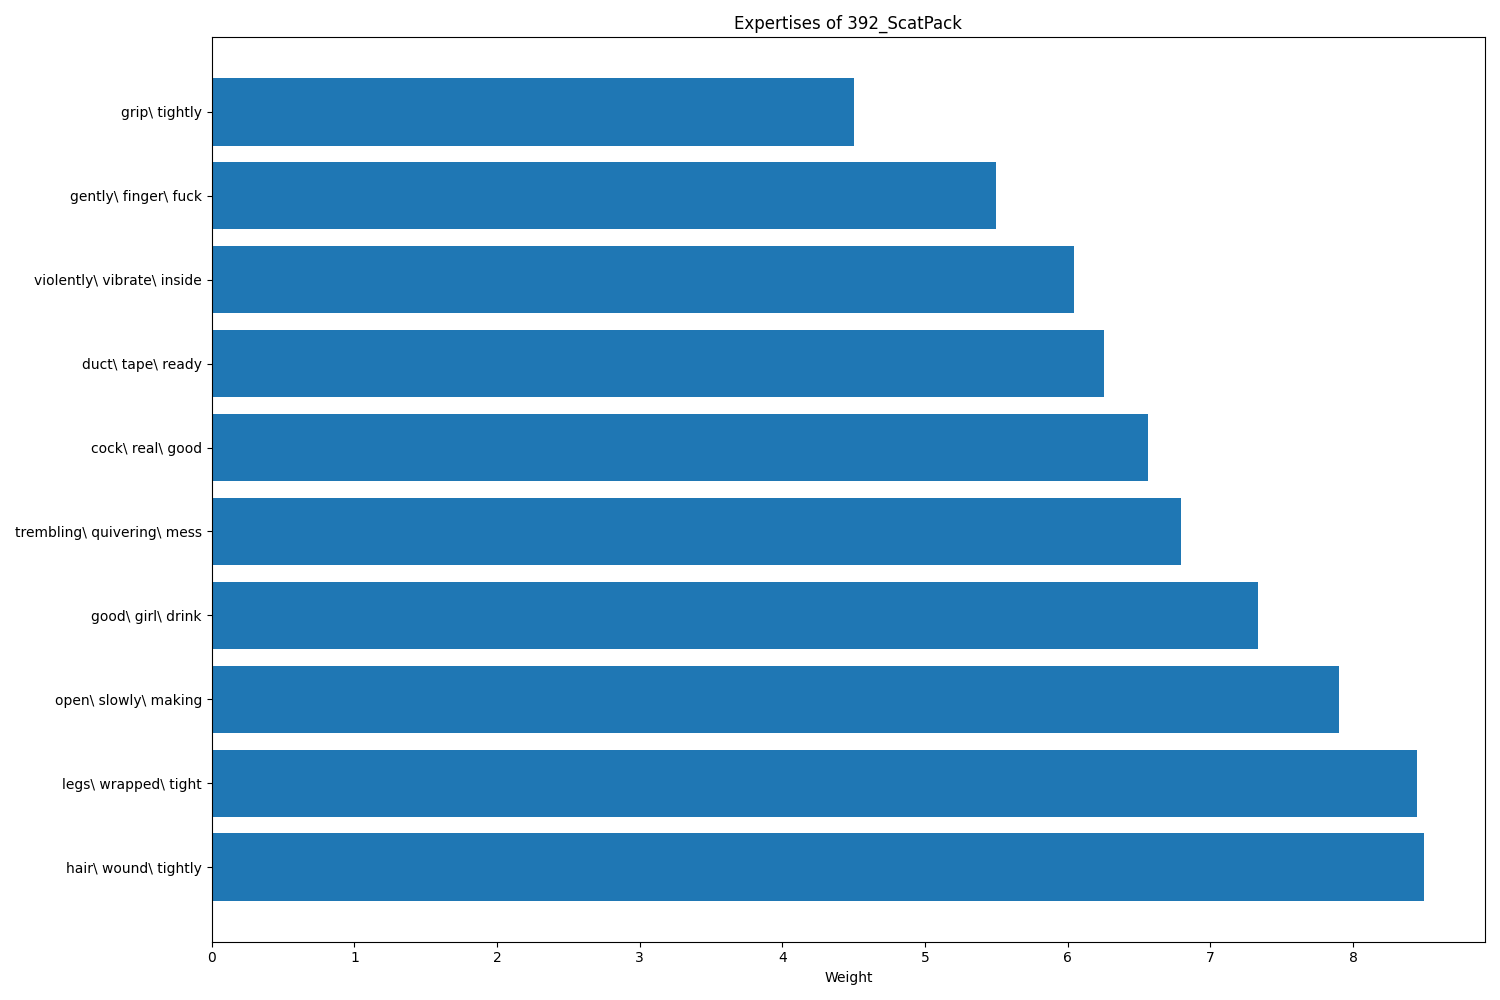 Expertises of 392_ScatPack
grip\ tightly
gently\ finger\ fuck
violently\ vibrate\ inside
duct\ tape\ ready
cock\ real\ good
trembling\ quivering\ mess
good\ girl\ drink
open\ slowly\ making
legs\ wrapped\ tight
hair\ wound\ tightly
0 1 2 3 4 5 6 7 8
Weight